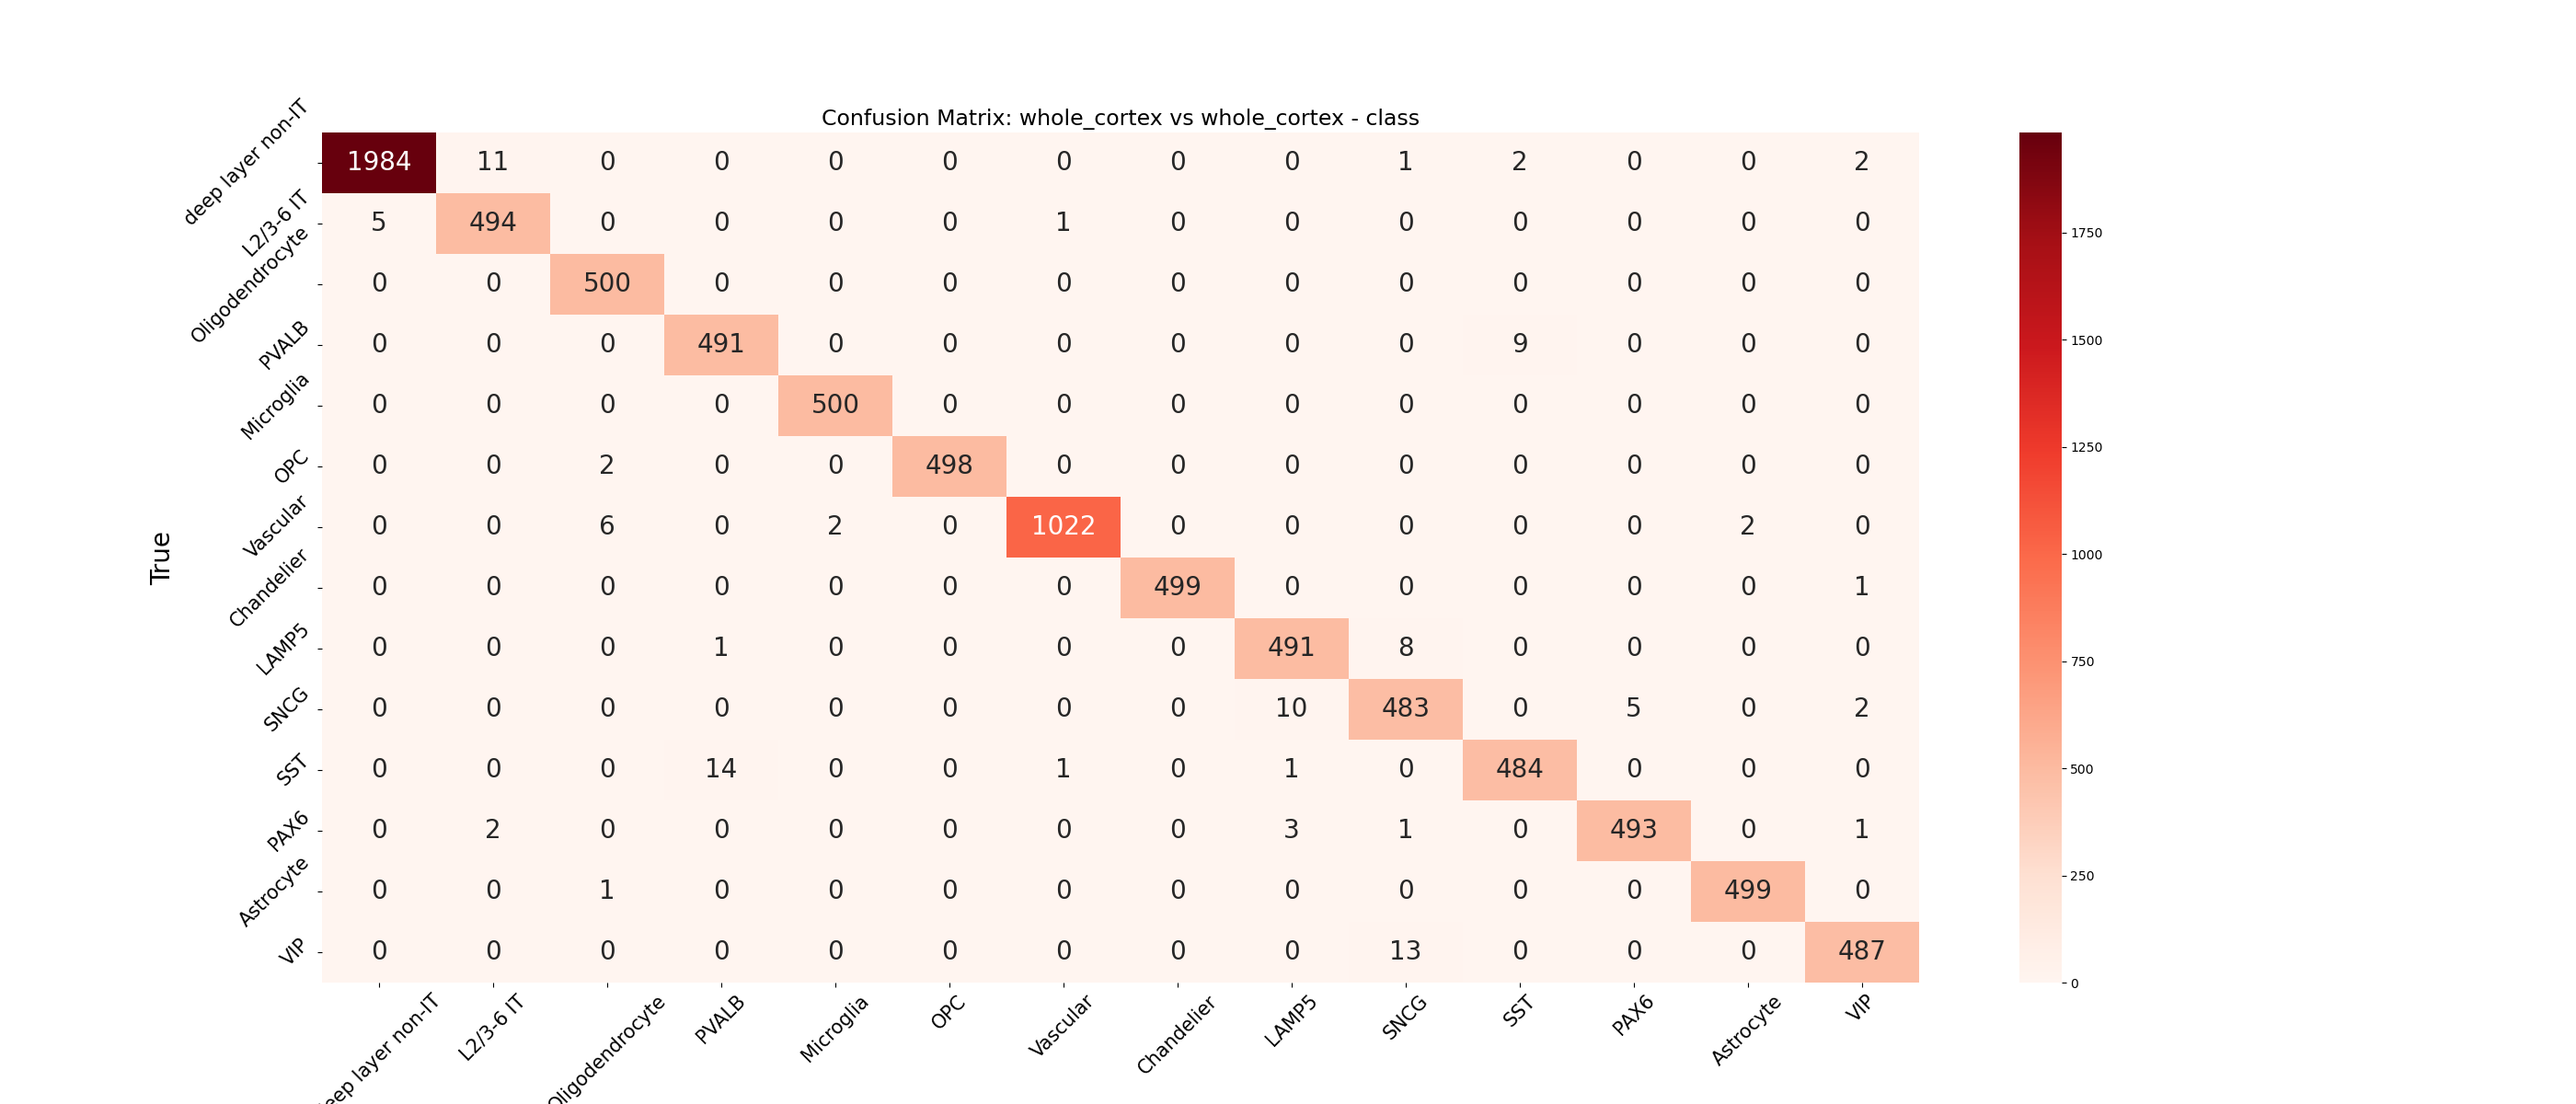 Confusion Matrix: whole_cortex vs whole_cortex - class
deep layer non-IT 1984 11 0 0 0 0 0 0 0 1 2 0 0 2
L2/3-6 IT 5 494 0 0 0 0 1 0 0 0 0 0 0 0
Oligodendrocyte 0 0 500 0 0 0 0 0 0 0 0 0 0 0
PVALB 0 0 0 491 0 0 0 0 0 0 9 0 0 0
Microglia 0 0 0 0 500 0 0 0 0 0 0 0 0 0
OPC 0 0 2 0 0 498 0 0 0 0 0 0 0 0
Vascular 0 0 6 0 2 0 1022 0 0 0 0 0 2 0
Chandelier 0 0 0 0 0 0 0 499 0 0 0 0 0 1
LAMP5 0 0 0 1 0 0 0 0 491 8 0 0 0 0
SNCG 0 0 0 0 0 0 0 0 10 483 0 5 0 2
SST 0 0 0 14 0 0 1 0 1 0 484 0 0 0
PAX6 0 2 0 0 0 0 0 0 3 1 0 493 0 1
Astrocyte 0 0 1 0 0 0 0 0 0 0 0 0 499 0
VIP 0 0 0 0 0 0 0 0 0 13 0 0 0 487
True
eep layer non-IT L2/3-6 IT Oligodendrocyte PVALB Microglia OPC Vascular Chandelier LAMP5 SNCG SST PAX6 Astrocyte VIP
1750
1500
1250
1000
750
500
250
0